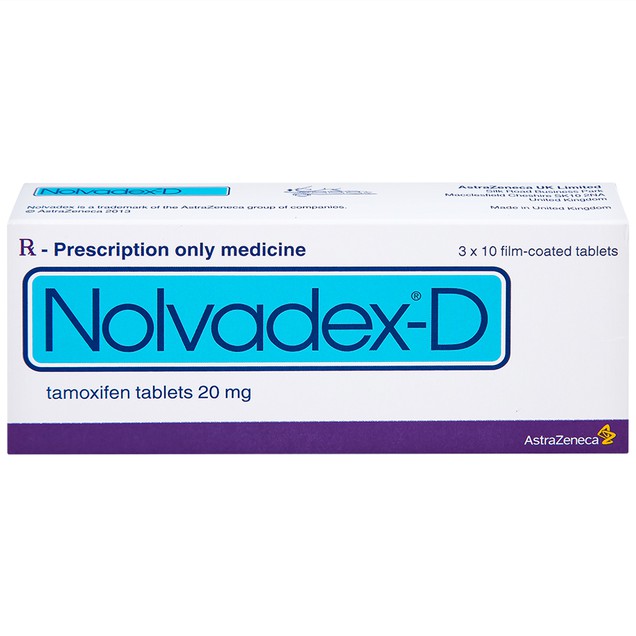 Nolvadex-D
AstraZeneca UK Limited
Silk Road Business Park
Macclesfield Cheshire SK10 2NA
United Kingdom
Made in United Kingdom
Nolvadex is a trademark of the AstraZeneca group of companies.
© AstraZeneca 2013
Rx - Prescription only medicine
3 x 10 film-coated tablets
Nolvadex®-D
tamoxifen tablets 20 mg
AstraZeneca